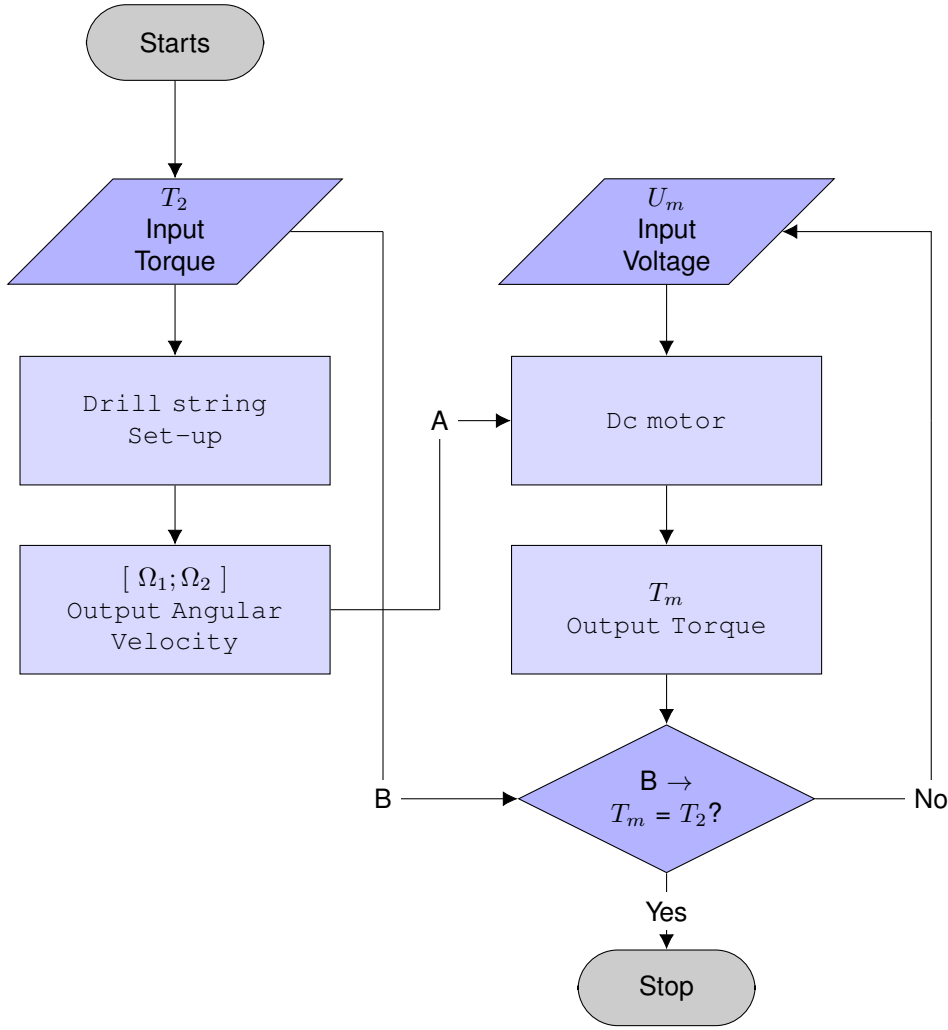 Starts
T₂
Input
Torque
Drill string
Set-up
[ Ω₁;Ω₂ ]
Output Angular
Velocity
A
B
Uₘ
Input
Voltage
Dc motor
Tₘ
Output Torque
B →
Tₘ = T₂?
No
Yes
Stop